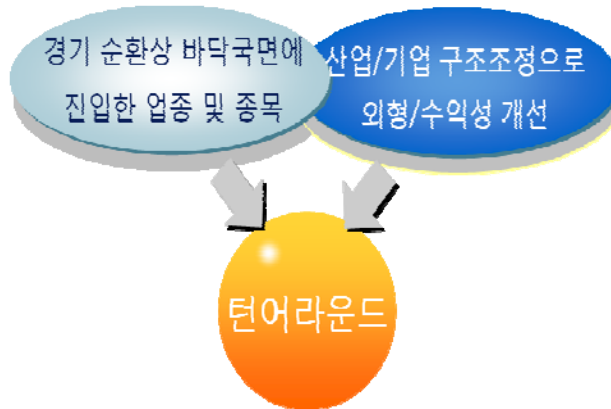 경기 순환상 바닥국면에
진입한 업종 및 종목
산업/기업 구조조정으로
외형/수익성 개선
턴어라운드